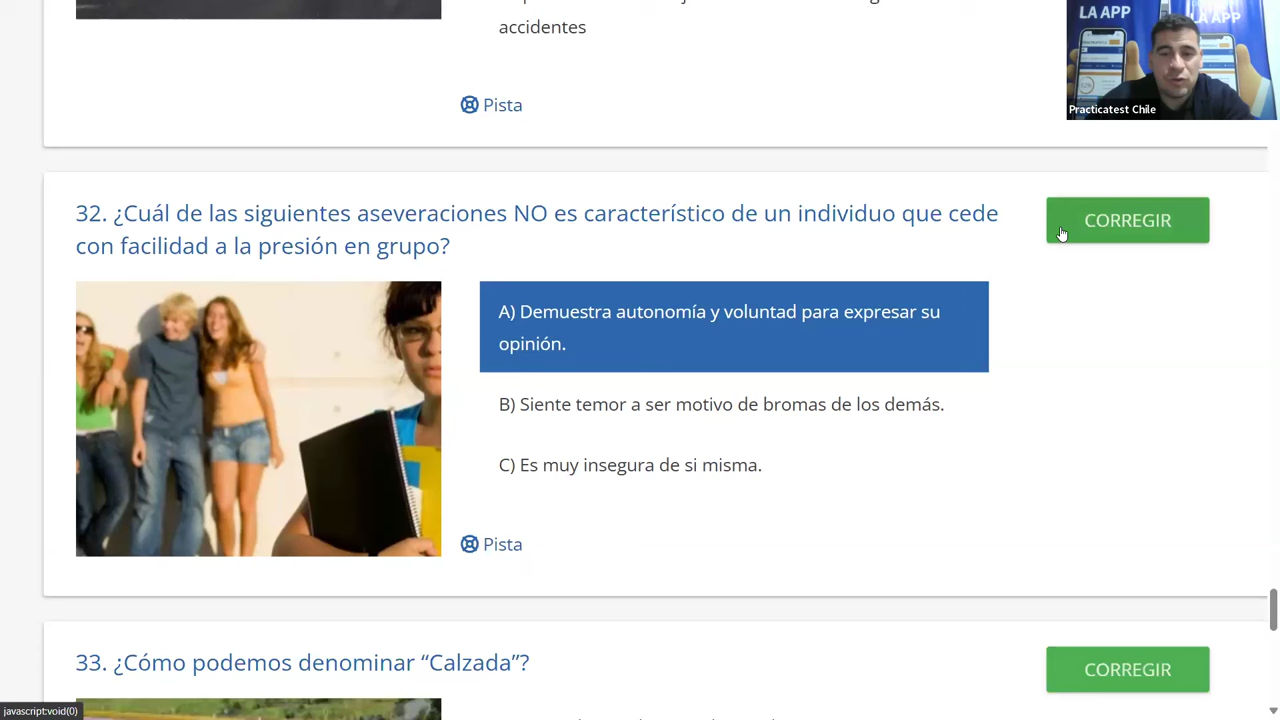 LA APP
LA APP
accidentes
Pista
Practicatest Chile
32. ¿Cuál de las siguientes aseveraciones NO es característico de un individuo que cede
con facilidad a la presión en grupo?
CORREGIR
A) Demuestra autonomía y voluntad para expresar su
opinión.
B) Siente temor a ser motivo de bromas de los demás.
C) Es muy insegura de si misma.
Pista
33. ¿Cómo podemos denominar “Calzada”?
CORREGIR
javascript:void(0)